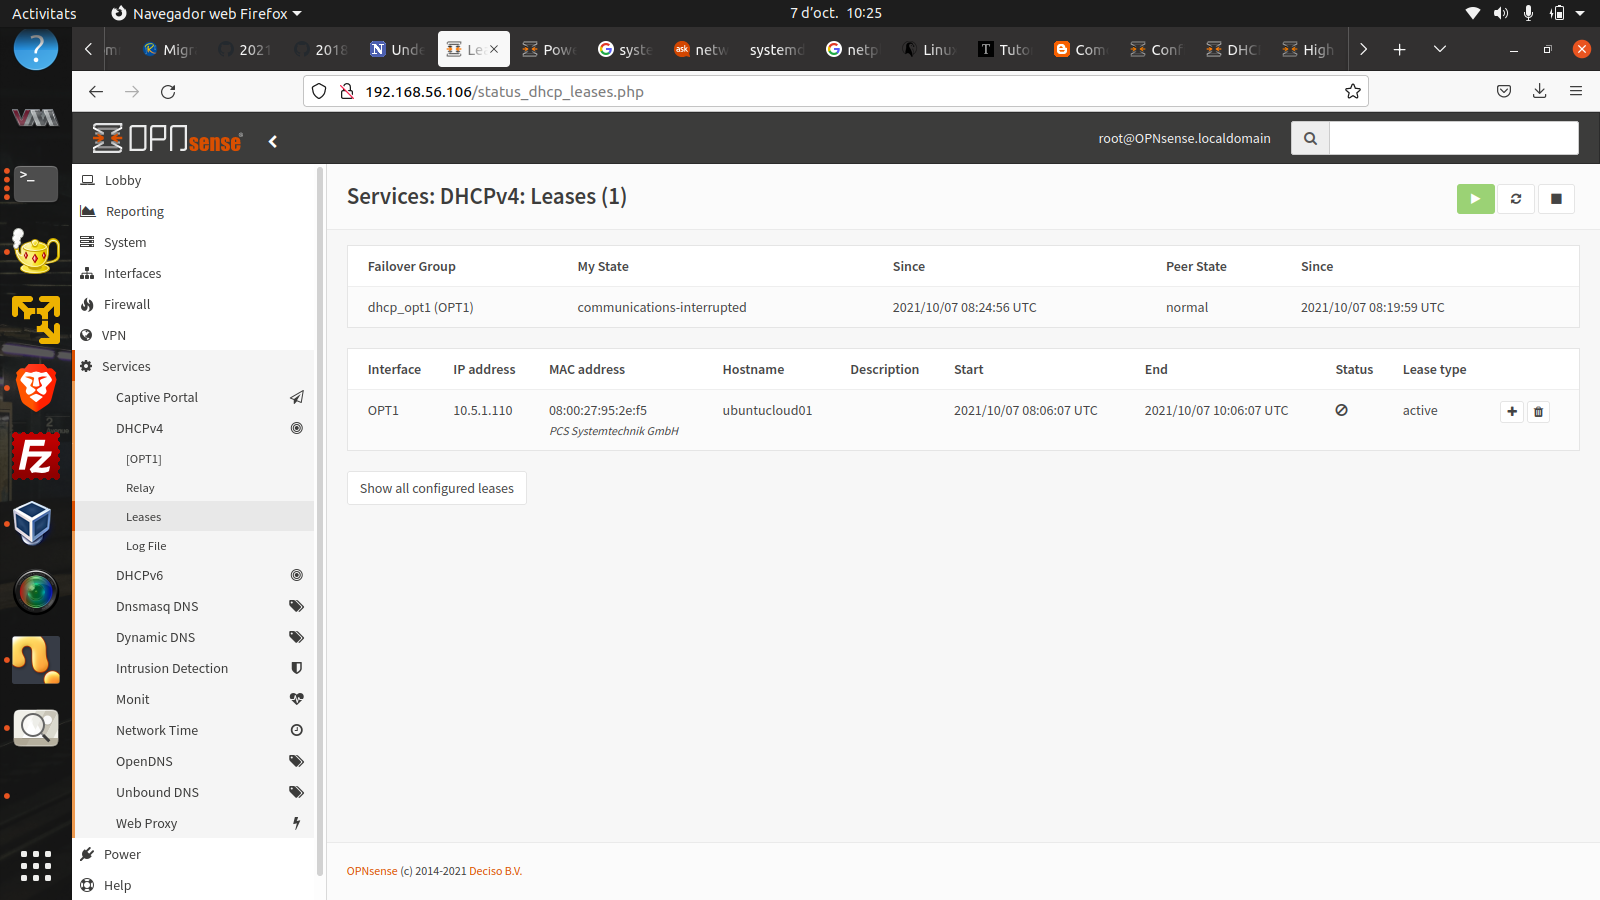 Activitats
Navegador web Firefox
7 d'oct. 10:25
Migr
2021
2018
Unde
Le
Pow
syste
netw
systemd
netpl
Linux
Tuto
Com
Conf
DHC
High
192.168.56.106/status_dhcp_leases.php
OPNsense
root@OPNsense.localdomain
Lobby
Reporting
System
Interfaces
Firewall
VPN
Services
Captive Portal
DHCPv4
[OPT1]
Relay
Leases
Log File
DHCPv6
Dnsmasq DNS
Dynamic DNS
Intrusion Detection
Monit
Network Time
OpenDNS
Unbound DNS
Web Proxy
Power
Help
Services: DHCPv4: Leases (1)
Failover Group My State Since Peer State Since
dhcp_opt1 (OPT1) communications-interrupted 2021/10/07 08:24:56 UTC normal 2021/10/07 08:19:59 UTC
Interface IP address MAC address Hostname Description Start End Status Lease type
OPT1 10.5.1.110 08:00:27:95:2e:f5 ubuntucloud01 2021/10/07 08:06:07 UTC 2021/10/07 10:06:07 UTC active
PCS Systemtechnik GmbH
Show all configured leases
OPNsense (c) 2014-2021 Deciso B.V.